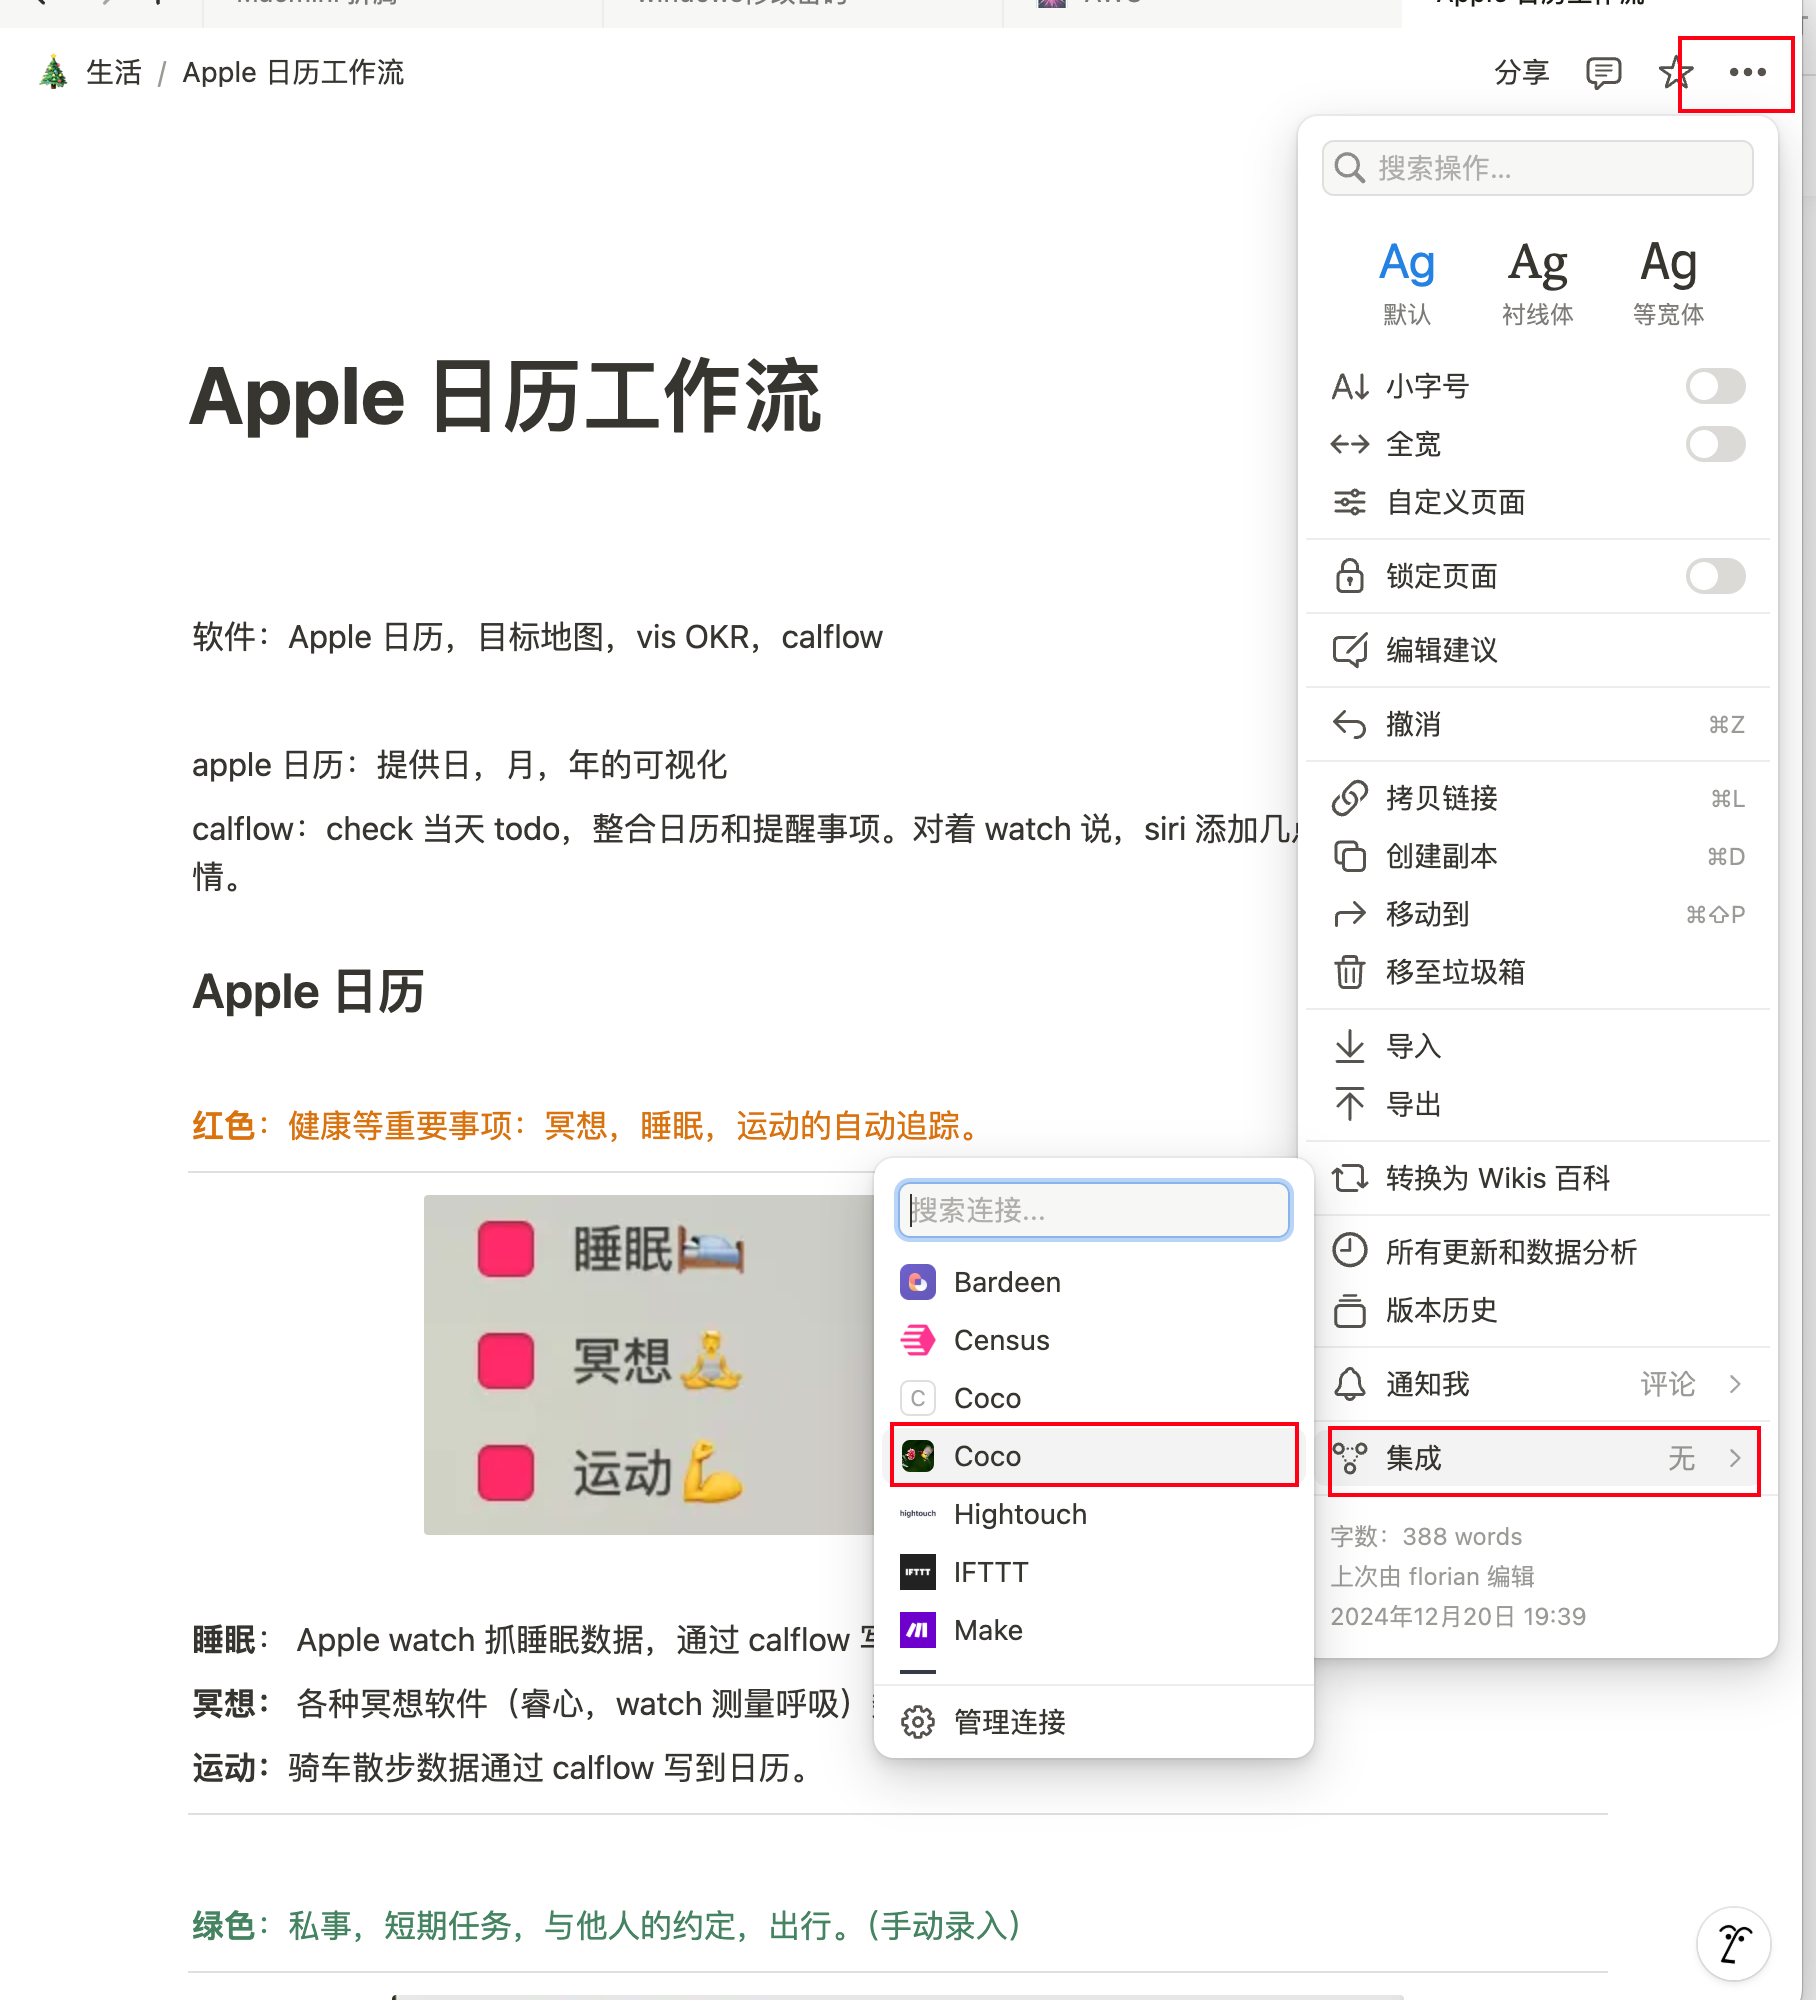 生活 / Apple 日历工作流
分享
搜索操作...
Ag Ag Ag
默认 衬线体 等宽体
小字号
全宽
自定义页面
锁定页面
编辑建议
撤消 ⌘Z
拷贝链接 ⌘L
创建副本 ⌘D
移动到 ⌘⇧P
移至垃圾箱
导入
导出
转换为 Wikis 百科
所有更新和数据分析
版本历史
通知我 评论
集成 无
字数：388 words
上次由 florian 编辑
2024年12月20日 19:39
Apple 日历工作流
软件：Apple 日历，目标地图，vis OKR，calflow
apple 日历：提供日，月，年的可视化
calflow：check 当天 todo，整合日历和提醒事项。对着 watch 说，siri 添加几
情。
Apple 日历
红色：健康等重要事项：冥想，睡眠，运动的自动追踪。
睡眠
冥想
运动
搜索连接...
Bardeen
Census
C Coco
Coco
hightouch Hightouch
IFTTT IFTTT
Make
管理连接
睡眠： Apple watch 抓睡眠数据，通过 calflow
冥想： 各种冥想软件（睿心，watch 测量呼吸）
运动：骑车散步数据通过 calflow 写到日历。
绿色：私事，短期任务，与他人的约定，出行。（手动录入）